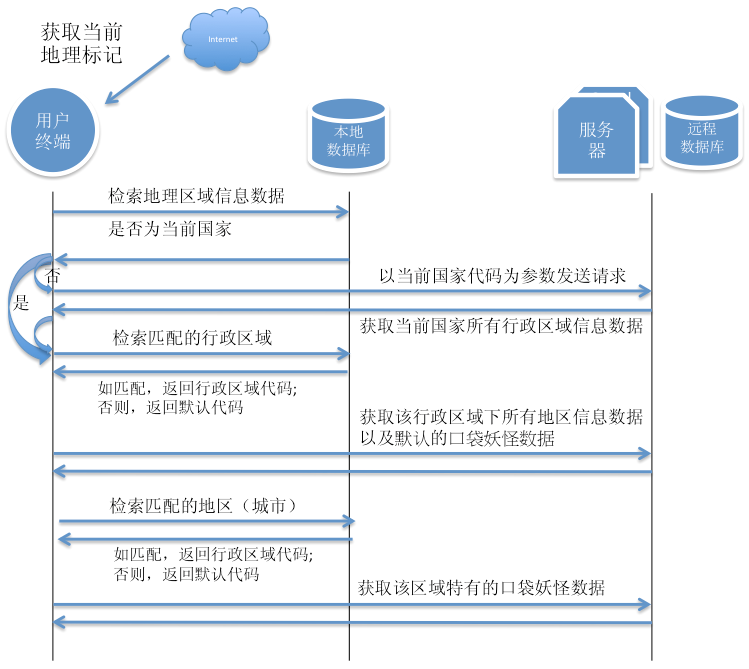 获取当前
地理标记
Internet
用户
终端
本地
数据库
服务
器
远程
数据库
检索地理区域信息数据
是否为当前国家
否
以当前国家代码为参数发送请求
是
获取当前国家所有行政区域信息数据
检索匹配的行政区域
如匹配，返回行政区域代码;
否则，返回默认代码
获取该行政区域下所有地区信息数据
以及默认的口袋妖怪数据
检索匹配的地区（城市）
如匹配，返回行政区域代码;
否则，返回默认代码
获取该区域特有的口袋妖怪数据